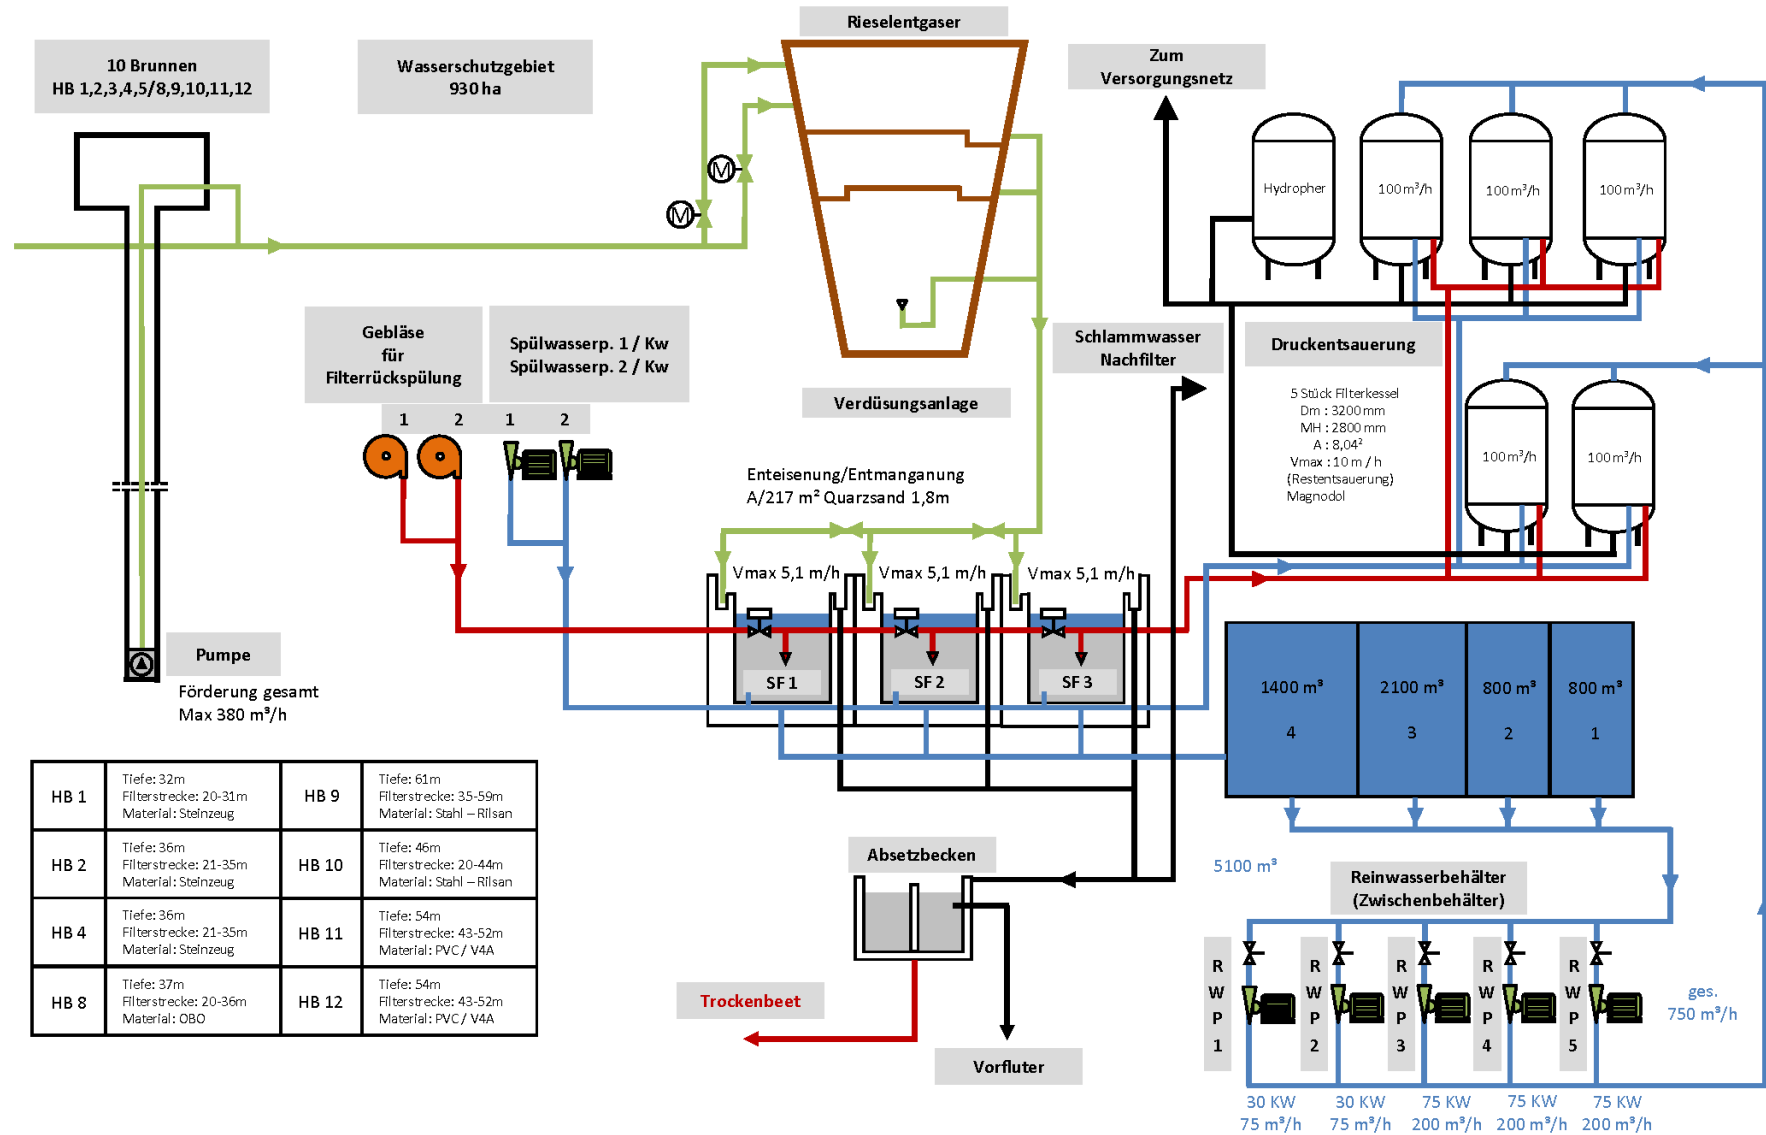 Rieselentgaser
10 Brunnen
HB 1,2,3,4,5/8,9,10,11,12
Wasserschutzgebiet
930 ha
Zum
Versorgungsnetz
M
M
Hydropher
100 m³/h
100 m³/h
100 m³/h
Gebläse
für
Filterrückspülung
Spülwasserp. 1 / Kw
Spülwasserp. 2 / Kw
1
2
1
2
Schlammwasser
Nachfilter
Druckentsauerung
Verdüsungsanlage
5 Stück Filterkessel
Dm : 3200 mm
MH : 2800 mm
A : 8,04²
Vmax : 10 m / h
(Restentsauerung)
Magnodol
100 m³/h
100 m³/h
Enteisenung/Entmanganung
A/217 m² Quarzsand 1,8m
Vmax 5,1 m/h
Vmax 5,1 m/h
Vmax 5,1 m/h
SF 1
SF 2
SF 3
Pumpe
Förderung gesamt
Max 380 m³/h
1400 m³
4
2100 m³
3
800 m³
2
800 m³
1
HB 1
Tiefe: 32m
Filterstrecke: 20-31m
Material: Steinzeug
HB 9
Tiefe: 61m
Filterstrecke: 35-59m
Material: Stahl – Rilsan
HB 2
Tiefe: 36m
Filterstrecke: 21-35m
Material: Steinzeug
HB 10
Tiefe: 46m
Filterstrecke: 20-44m
Material: Stahl – Rilsan
HB 4
Tiefe: 36m
Filterstrecke: 21-35m
Material: Steinzeug
HB 11
Tiefe: 54m
Filterstrecke: 43-52m
Material: PVC / V4A
HB 8
Tiefe: 37m
Filterstrecke: 20-36m
Material: OBO
HB 12
Tiefe: 54m
Filterstrecke: 43-52m
Material: PVC / V4A
Absetzbecken
5100 m³
Reinwasserbehälter
(Zwischenbehälter)
Trockenbeet
Vorfluter
RWP 1
RWP 2
RWP 3
RWP 4
RWP 5
ges.
750 m³/h
30 KW
75 m³/h
30 KW
75 m³/h
75 KW
200 m³/h
75 KW
200 m³/h
75 KW
200 m³/h